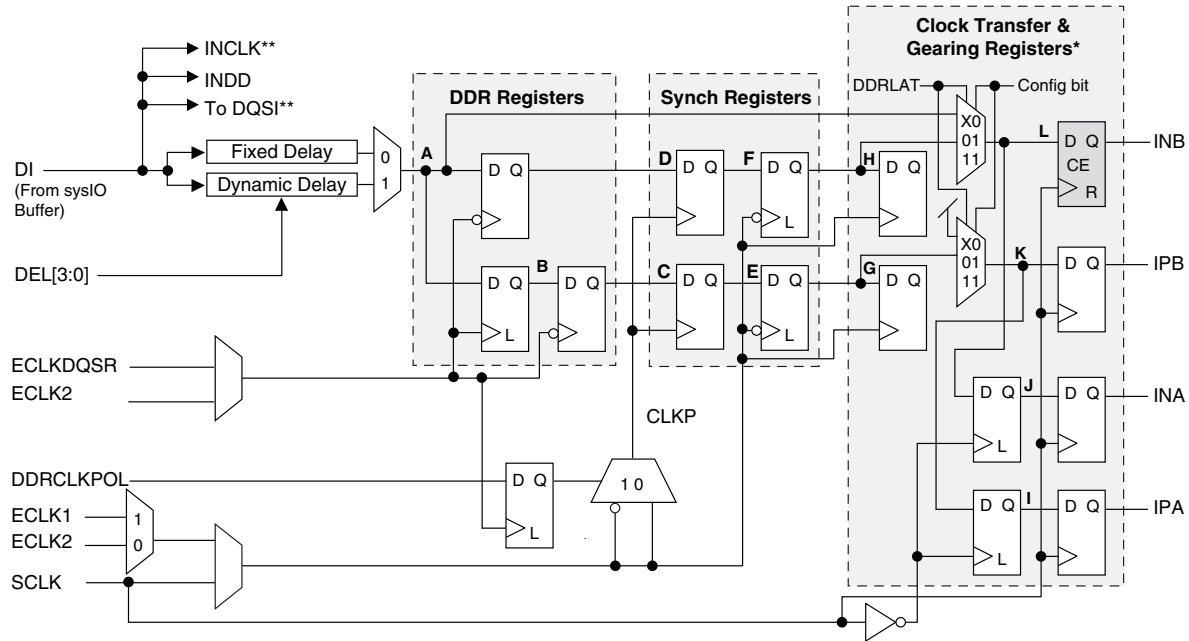 Clock Transfer &
Gearing Registers*
INCLK**
INDD
To DQSI**
DDR Registers
Synch Registers
DDRLAT
Config bit
DI
(From sysIO
Buffer)
Fixed Delay
Dynamic Delay
0
1
A
D Q
D
D Q
F
D Q
L
H
D Q
X0
01
11
L
D Q
CE
R
INB
DEL[3:0]
D Q
L
B
D Q
C
D Q
E
D Q
L
G
D Q
X0
01
11
K
D Q
IPB
ECLKDQSR
ECLK2
CLKP
D Q
L
J
D Q
INA
DDRCLKPOL
D Q
L
1 0
ECLK1
ECLK2
1
0
SCLK
D Q
L
I
D Q
IPA